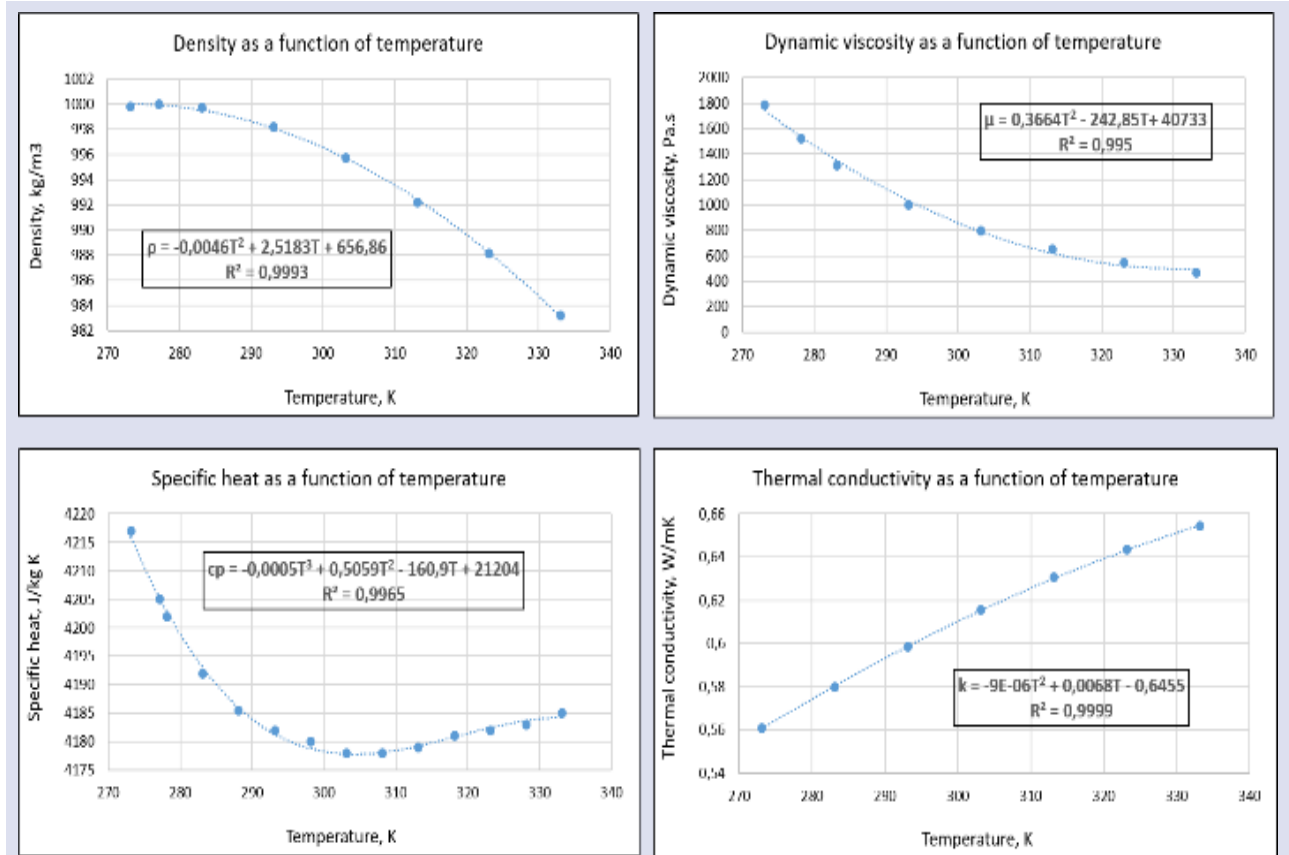 Density as a function of temperature
Density, kg/m3
1002
1000
998
996
994
992
990
988
986
984
982
ρ = -0,0046T² + 2,5183T + 656,86
R² = 0,9993
270 280 290 300 310 320 330 340
Temperature, K
Dynamic viscosity as a function of temperature
Dynamic viscosity, Pa.s
2000
1800
1600
1400
1200
1000
800
600
400
200
0
μ = 0,3664T² - 242,85T+ 40733
R² = 0,995
270 280 290 300 310 320 330 340
Temperature, K
Specific heat as a function of temperature
Specific heat, J/kg K
4220
4215
4210
4205
4200
4195
4190
4185
4180
4175
cp = -0,0005T³ + 0,5059T² - 160,9T + 21204
R² = 0,9965
270 280 290 300 310 320 330 340
Temperature, K
Thermal conductivity as a function of temperature
Thermal conductivity, W/mK
0,66
0,64
0,62
0,6
0,58
0,56
0,54
k = -9E-06T² + 0,0068T - 0,6455
R² = 0,9999
270 280 290 300 310 320 330 340
Temperature, K